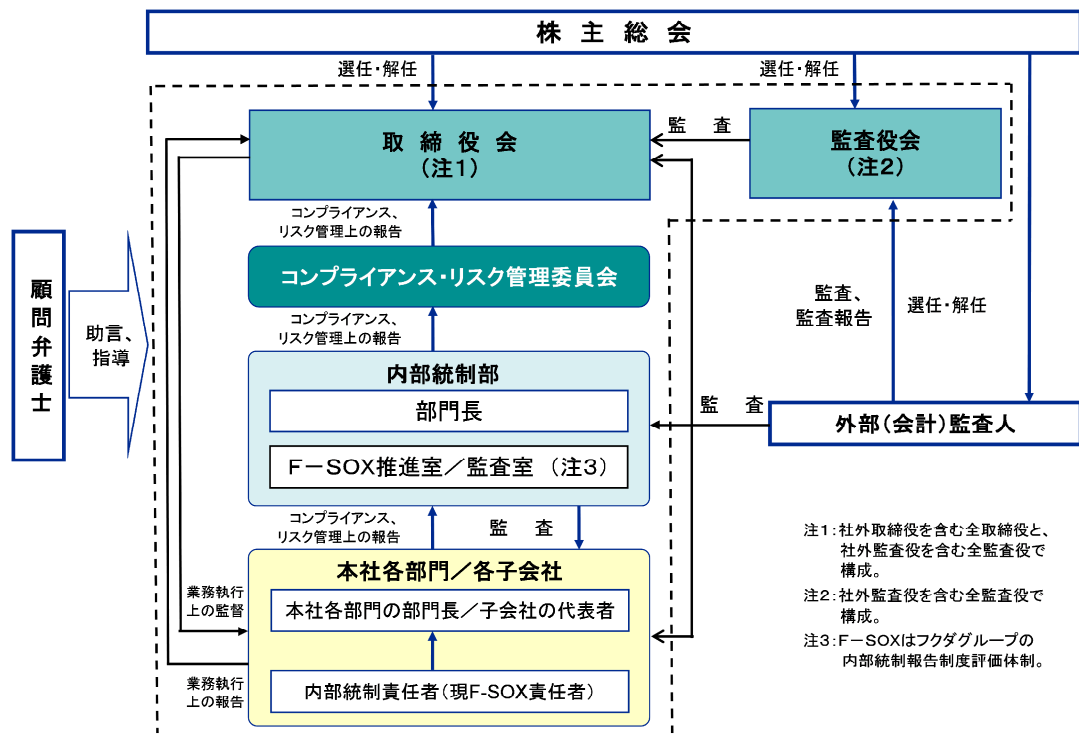 株主総会
選任・解任
選任・解任
取締役会
(注1)
監　査
監査役会
(注2)
コンプライアンス、
リスク管理上の報告
コンプライアンス・リスク管理委員会
顧問弁護士
助言、
指導
監査、
監査報告
選任・解任
コンプライアンス、
リスク管理上の報告
内部統制部
部門長
F－SOX推進室／監査室 （注3）
監　査
外部（会計）監査人
コンプライアンス、
リスク管理上の報告
監　査
本社各部門／各子会社
本社各部門の部門長／子会社の代表者
内部統制責任者（現F-SOX責任者）
業務執行
上の監督
業務執行
上の報告
注1：社外取締役を含む全取締役と、
社外監査役を含む全監査役で
構成。
注2：社外監査役を含む全監査役で
構成。
注3：F－SOXはフクダグループの
内部統制報告制度評価体制。